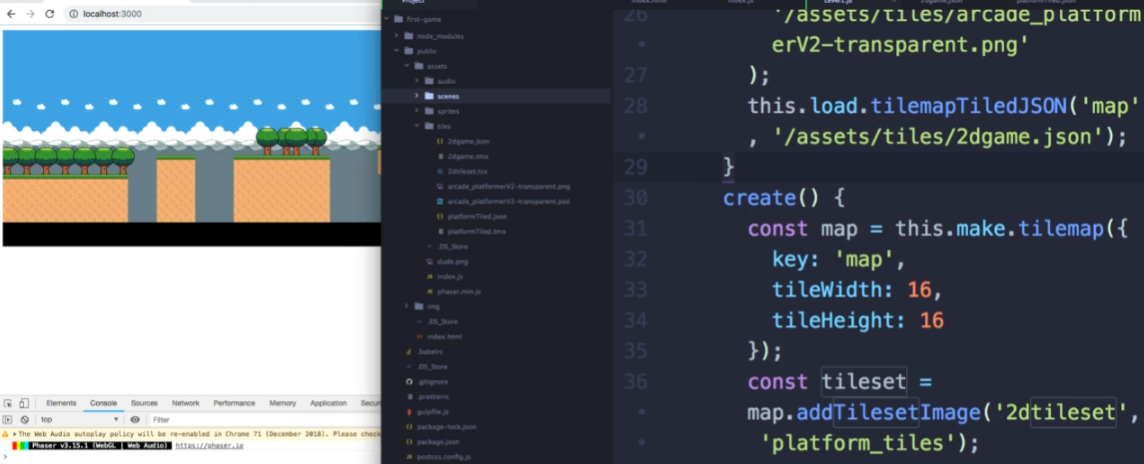 localhost:3000
Elements Console Sources Network Performance Memory Application
top Filter
The Web Audio autoplay policy will be re-enabled in Chrome 71 (December 2018). Please check
Phaser v3.15.1 (WebGL | Web Audio) https://phaser.io
Project
first-game
node_modules
public
assets
audio
scenes
sprites
tiles
2dgame.json
2dgame.tmx
2dtileset.tsx
arcade_platformerV2-transparent.png
arcade_platformerV2-transparent.psd
platformTiled.json
platformTiled.tmx
.DS_Store
dude.png
index.js
phaser.min.js
img
.DS_Store
index.html
.babelrc
.DS_Store
.gitignore
.prettierrc
gulpfile.js
package-lock.json
package.json
postcss.config.js
26 '/assets/tiles/arcade_platform
erV2-transparent.png'
27 );
28 this.load.tilemapTiledJSON('map'
, '/assets/tiles/2dgame.json');
29 }
30 create() {
31 const map = this.make.tilemap({
32 key: 'map',
33 tileWidth: 16,
34 tileHeight: 16
35 });
36 const tileset =
map.addTilesetImage('2dtileset',
'platform_tiles');